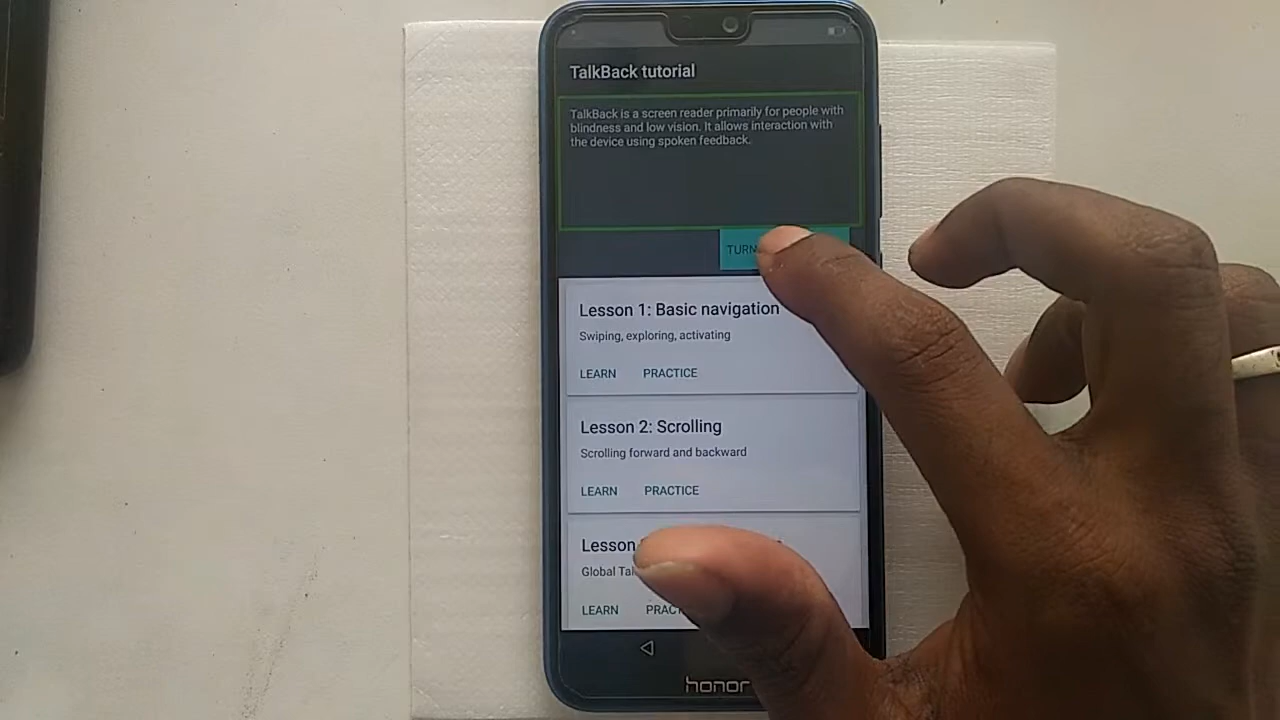 TalkBack tutorial
TalkBack is a screen reader primarily for people with
blindness and low vision. It allows interaction with
the device using spoken feedback.
TURN
Lesson 1: Basic navigation
Swiping, exploring, activating
LEARN PRACTICE
Lesson 2: Scrolling
Scrolling forward and backward
LEARN PRACTICE
Lesson
Global
LEARN
honor